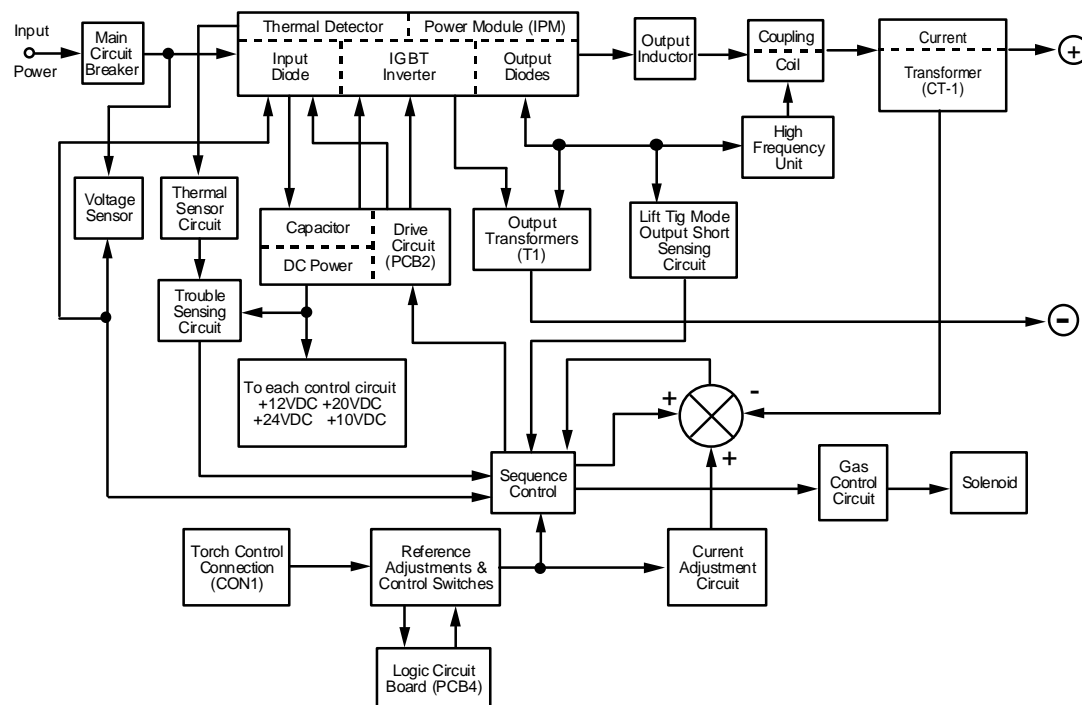 Input
Power
Main
Circuit
Breaker
Thermal Detector
Power Module (IPM)
Input
Diode
IGBT
Inverter
Output
Diodes
Output
Inductor
Coupling
Coil
Current
Transformer
(CT-1)
+
High
Frequency
Unit
Voltage
Sensor
Thermal
Sensor
Circuit
Capacitor
DC Power
Drive
Circuit
(PCB2)
Output
Transformers
(T1)
Lift Tig Mode
Output Short
Sensing
Circuit
Trouble
Sensing
Circuit
-
To each control circuit
+12VDC +20VDC
+24VDC +10VDC
+
-
+
Sequence
Control
Gas
Control
Circuit
Solenoid
Torch Control
Connection
(CON1)
Reference
Adjustments &
Control Switches
Current
Adjustment
Circuit
Logic Circuit
Board (PCB4)